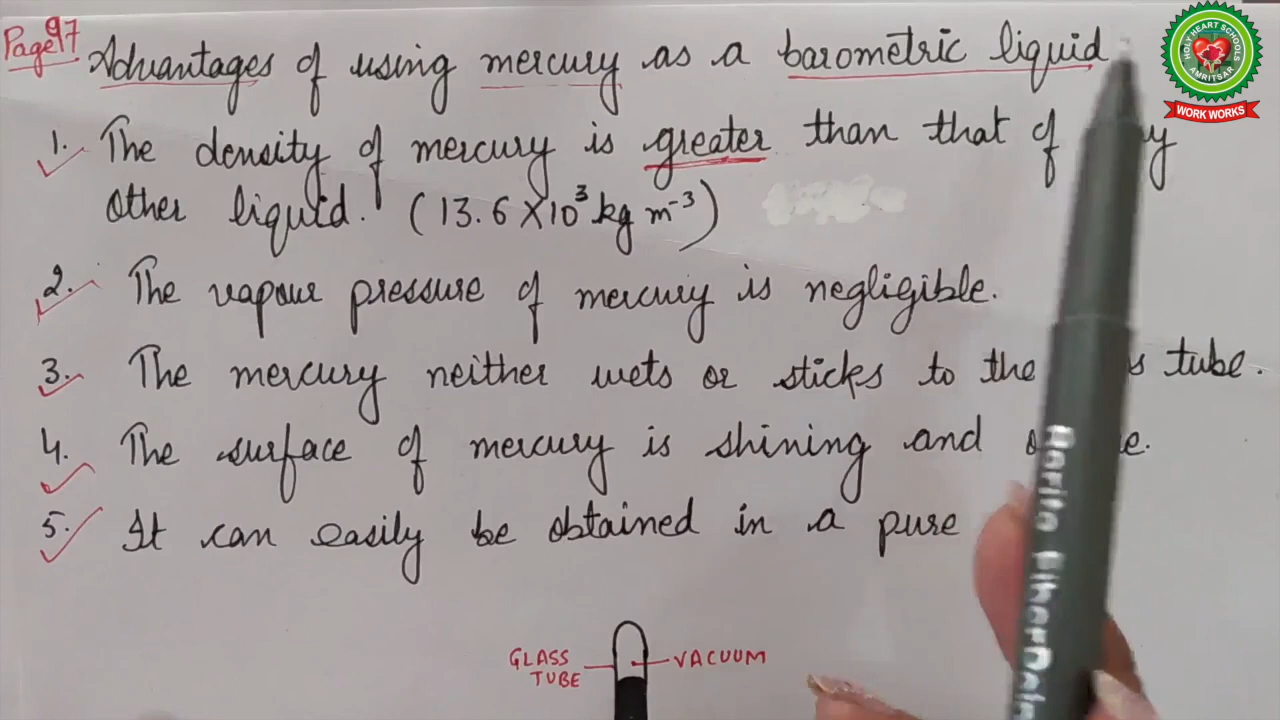 Page 97
Advantages of using mercury as a barometric liquid
1. The density of mercury is greater than that of
other liquid. (13.6 X 10³ kg m⁻³)
2. The vapour pressure of mercury is negligible.
3. The mercury neither wets or sticks to the tube.
4. The surface of mercury is shining and
5. It can easily be obtained in a pure
GLASS
TUBE
VACUUM
HOLY HEART SCHOOLS
AMRITSAR
WORK WORKS